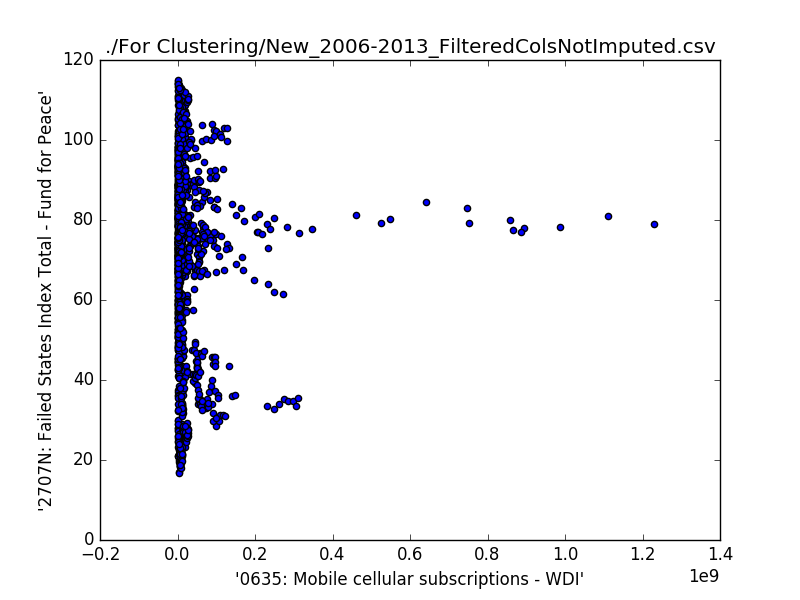 ./For Clustering/New_2006-2013_FilteredColsNotImputed.csv
'2707N: Failed States Index Total - Fund for Peace'
120
100
80
60
40
20
0
−0.2 0.0 0.2 0.4 0.6 0.8 1.0 1.2 1.4
1e9
'0635: Mobile cellular subscriptions - WDI'